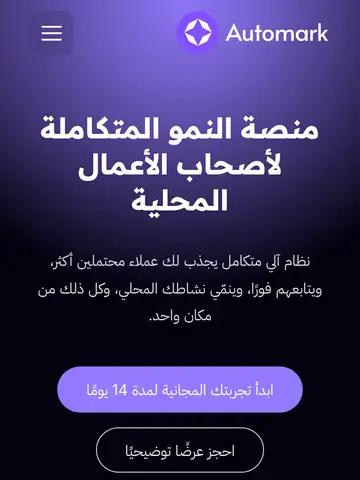 Automark
منصة النمو المتكاملة
لأصحاب الأعمال
المحلية
نظام آلي متكامل يجذب لك عملاء محتملين أكثر،
ويتابعهم فورًا، وينمّي نشاطك المحلي، وكل ذلك من
مكان واحد.
ابدأ تجربتك المجانية لمدة 14 يومًا
احجز عرضًا توضيحيًا